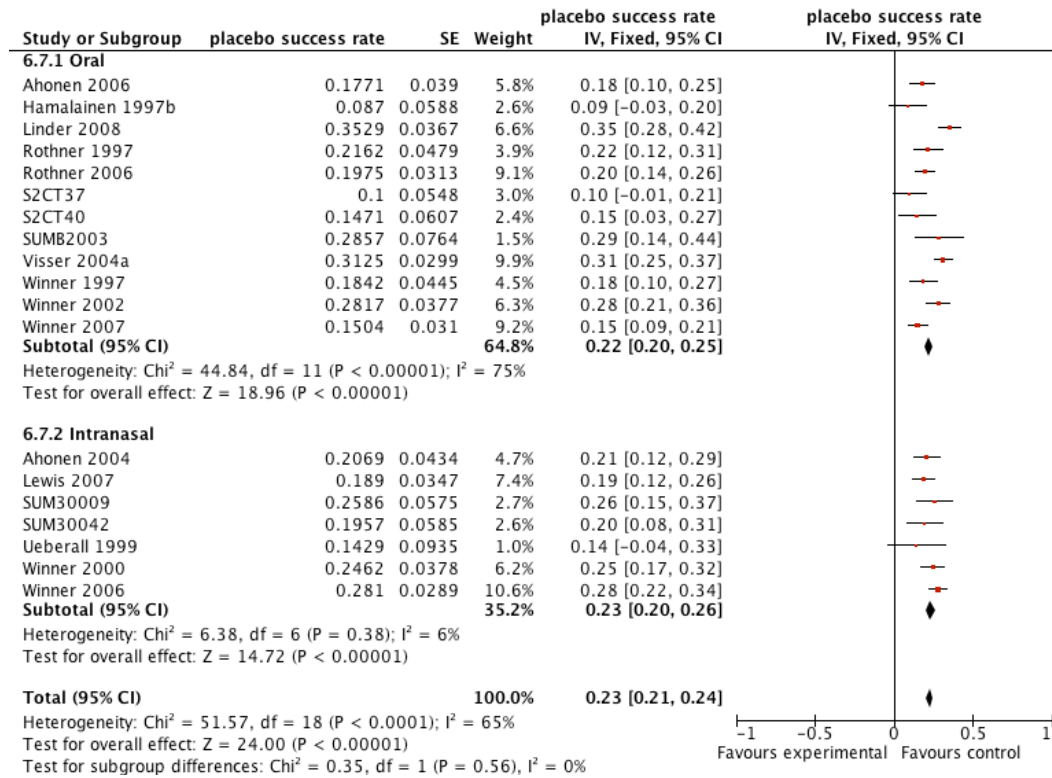 placebo success rate placebo success rate
Study or Subgroup placebo success rate SE Weight IV, Fixed, 95% CI IV, Fixed, 95% CI
6.7.1 Oral
Ahonen 2006 0.1771 0.039 5.8% 0.18 [0.10, 0.25]
Hamalainen 1997b 0.087 0.0588 2.6% 0.09 [-0.03, 0.20]
Linder 2008 0.3529 0.0367 6.6% 0.35 [0.28, 0.42]
Rothner 1997 0.2162 0.0479 3.9% 0.22 [0.12, 0.31]
Rothner 2006 0.1975 0.0313 9.1% 0.20 [0.14, 0.26]
S2CT37 0.1 0.0548 3.0% 0.10 [-0.01, 0.21]
S2CT40 0.1471 0.0607 2.4% 0.15 [0.03, 0.27]
SUMB2003 0.2857 0.0764 1.5% 0.29 [0.14, 0.44]
Visser 2004a 0.3125 0.0299 9.9% 0.31 [0.25, 0.37]
Winner 1997 0.1842 0.0445 4.5% 0.18 [0.10, 0.27]
Winner 2002 0.2817 0.0377 6.3% 0.28 [0.21, 0.36]
Winner 2007 0.1504 0.031 9.2% 0.15 [0.09, 0.21]
Subtotal (95% CI) 64.8% 0.22 [0.20, 0.25]
Heterogeneity: Chi² = 44.84, df = 11 (P < 0.00001); I² = 75%
Test for overall effect: Z = 18.96 (P < 0.00001)
6.7.2 Intranasal
Ahonen 2004 0.2069 0.0434 4.7% 0.21 [0.12, 0.29]
Lewis 2007 0.189 0.0347 7.4% 0.19 [0.12, 0.26]
SUM30009 0.2586 0.0575 2.7% 0.26 [0.15, 0.37]
SUM30042 0.1957 0.0585 2.6% 0.20 [0.08, 0.31]
Ueberall 1999 0.1429 0.0935 1.0% 0.14 [-0.04, 0.33]
Winner 2000 0.2462 0.0378 6.2% 0.25 [0.17, 0.32]
Winner 2006 0.281 0.0289 10.6% 0.28 [0.22, 0.34]
Subtotal (95% CI) 35.2% 0.23 [0.20, 0.26]
Heterogeneity: Chi² = 6.38, df = 6 (P = 0.38); I² = 6%
Test for overall effect: Z = 14.72 (P < 0.00001)
Total (95% CI) 100.0% 0.23 [0.21, 0.24]
Heterogeneity: Chi² = 51.57, df = 18 (P < 0.0001); I² = 65%
Test for overall effect: Z = 24.00 (P < 0.00001)
Test for subgroup differences: Chi² = 0.35, df = 1 (P = 0.56), I² = 0%
-1 -0.5 0 0.5 1
Favours experimental Favours control